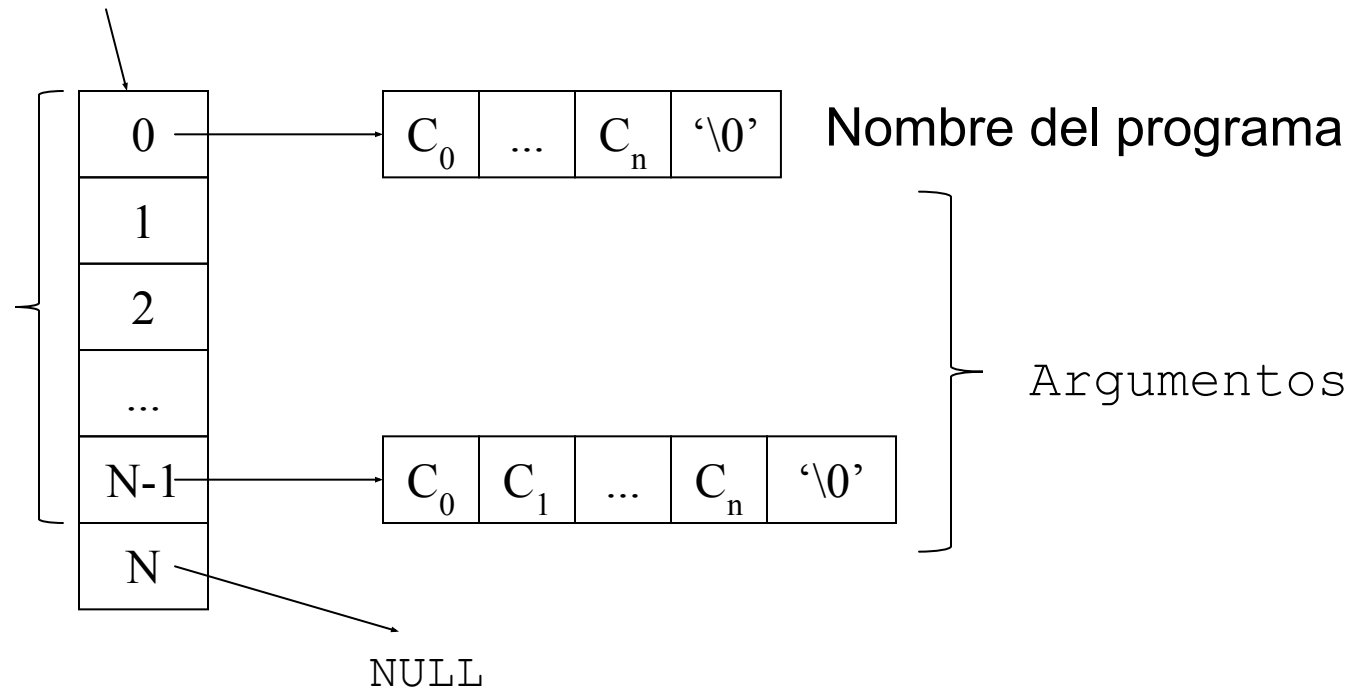 0
C0 ... Cn ‘\0’ Nombre del programa
1
2
...
Argumentos
N-1
C0 C1 ... Cn ‘\0’
N
NULL